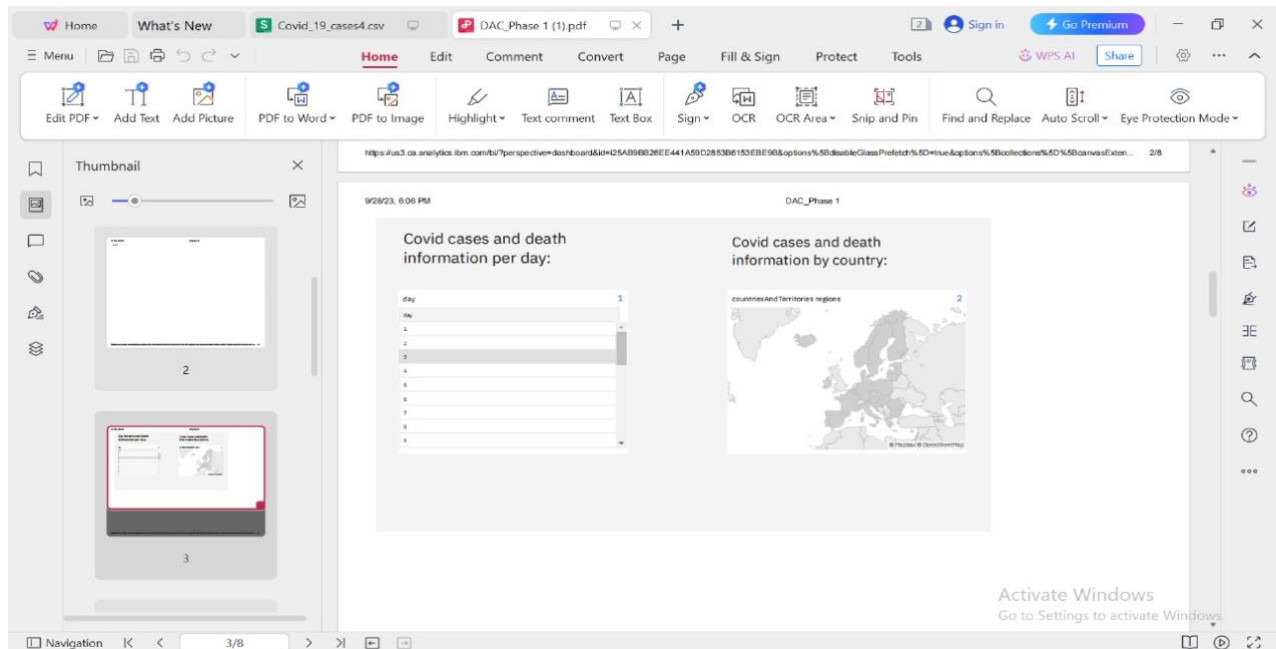 Home
What's New
S Covid_19_cases4.csv
DAC_Phase 1 (1).pdf
+
2
Sign in
Go Premium
Menu
Home
Edit
Comment
Convert
Page
Fill & Sign
Protect
Tools
WPS AI
Share
Edit PDF
Add Text
Add Picture
PDF to Word
PDF to Image
Highlight
Text comment
Text Box
Sign
OCR
OCR Area
Snip and Pin
Find and Replace
Auto Scroll
Eye Protection Mode
Thumbnail
2
3
2/8
9/28/23, 6:06 PM
DAC_Phase 1
Covid cases and death
information per day:
day 1
day
1
2
3
4
5
6
7
8
9
Covid cases and death
information by country:
countriesAndTerritories regions 2
© Mapbox © OpenStreetMap
Activate Windows
Go to Settings to activate Windows.
Navigation
3/8